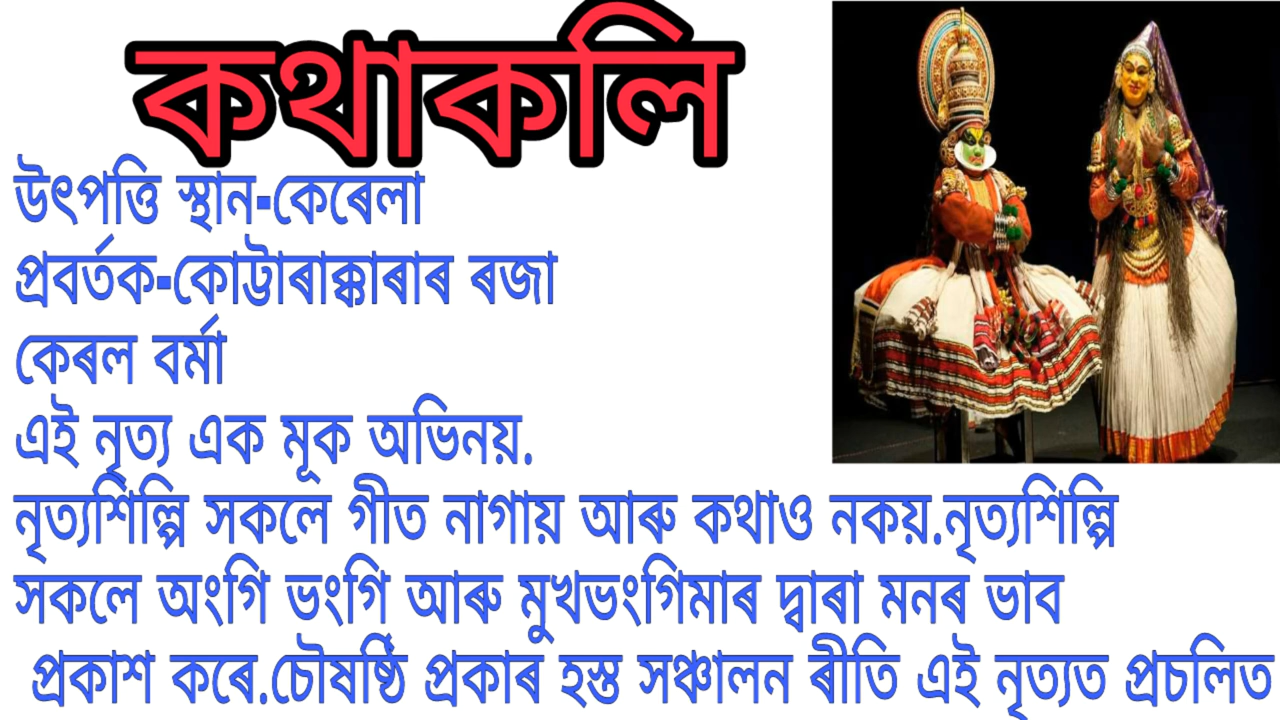 কথাকলি
উৎপত্তি স্থান-কেৰেলা
প্ৰবৰ্তক-কোট্টাৰাক্কাৰাৰ ৰজা
কেৰল বৰ্মা
এই নৃত্য এক মূক অভিনয়.
নৃত্যশিল্পি সকলে গীত নাগায় আৰু কথাও নকয়.নৃত্যশিল্পি
সকলে অংগি ভংগি আৰু মুখভংগিমাৰ দ্বাৰা মনৰ ভাব
প্ৰকাশ কৰে.চৌষষ্ঠি প্ৰকাৰ হস্ত সঞ্চালন ৰীতি এই নৃত্যত প্ৰচলিত